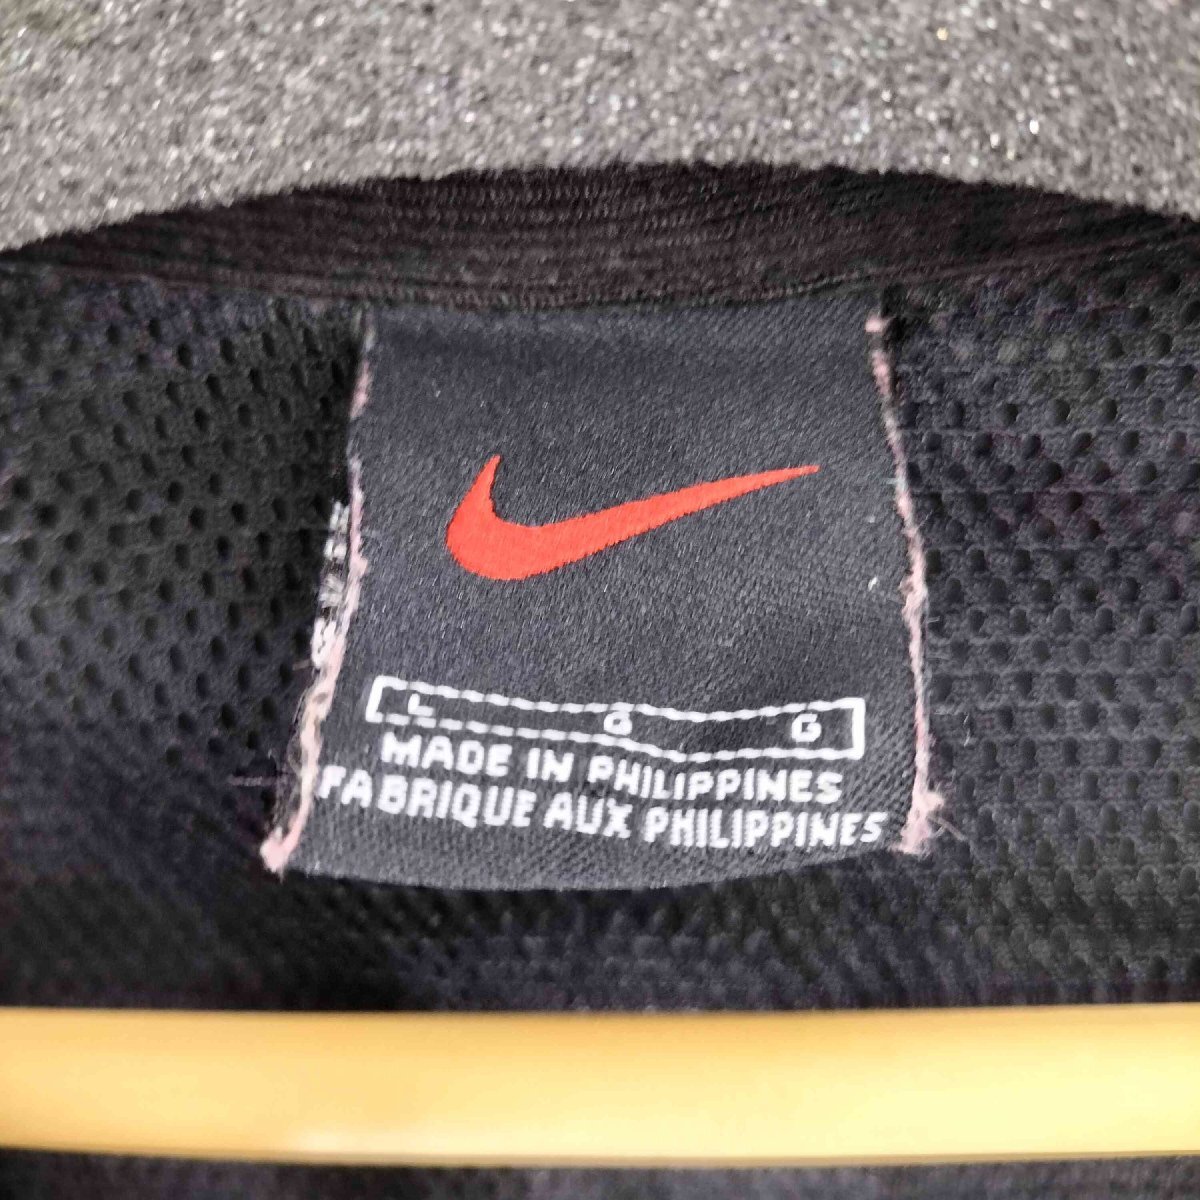 L G G
MADE IN PHILIPPINES
FABRIQUE AUX PHILIPPINES